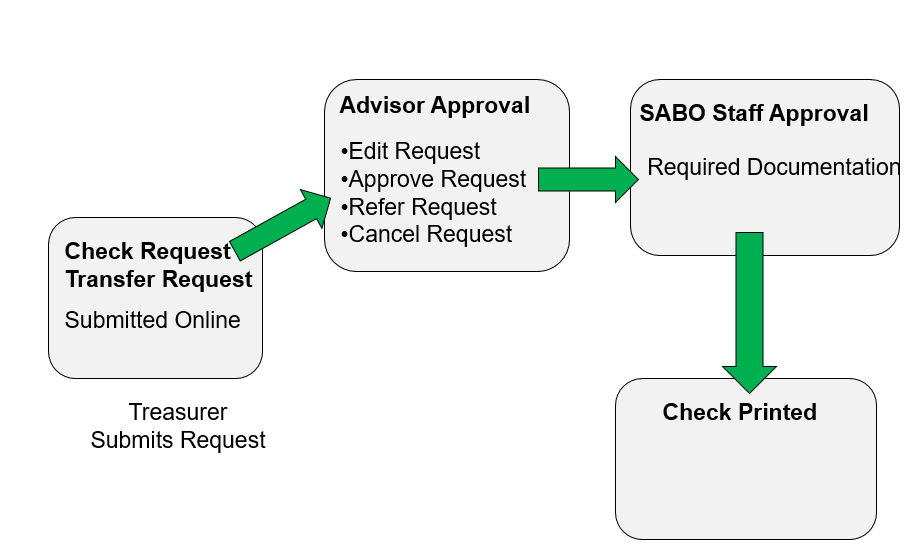 Check Request
Transfer Request
Submitted Online
Treasurer
Submits Request
Advisor Approval
•Edit Request
•Approve Request
•Refer Request
•Cancel Request
SABO Staff Approval
Required Documentation
Check Printed